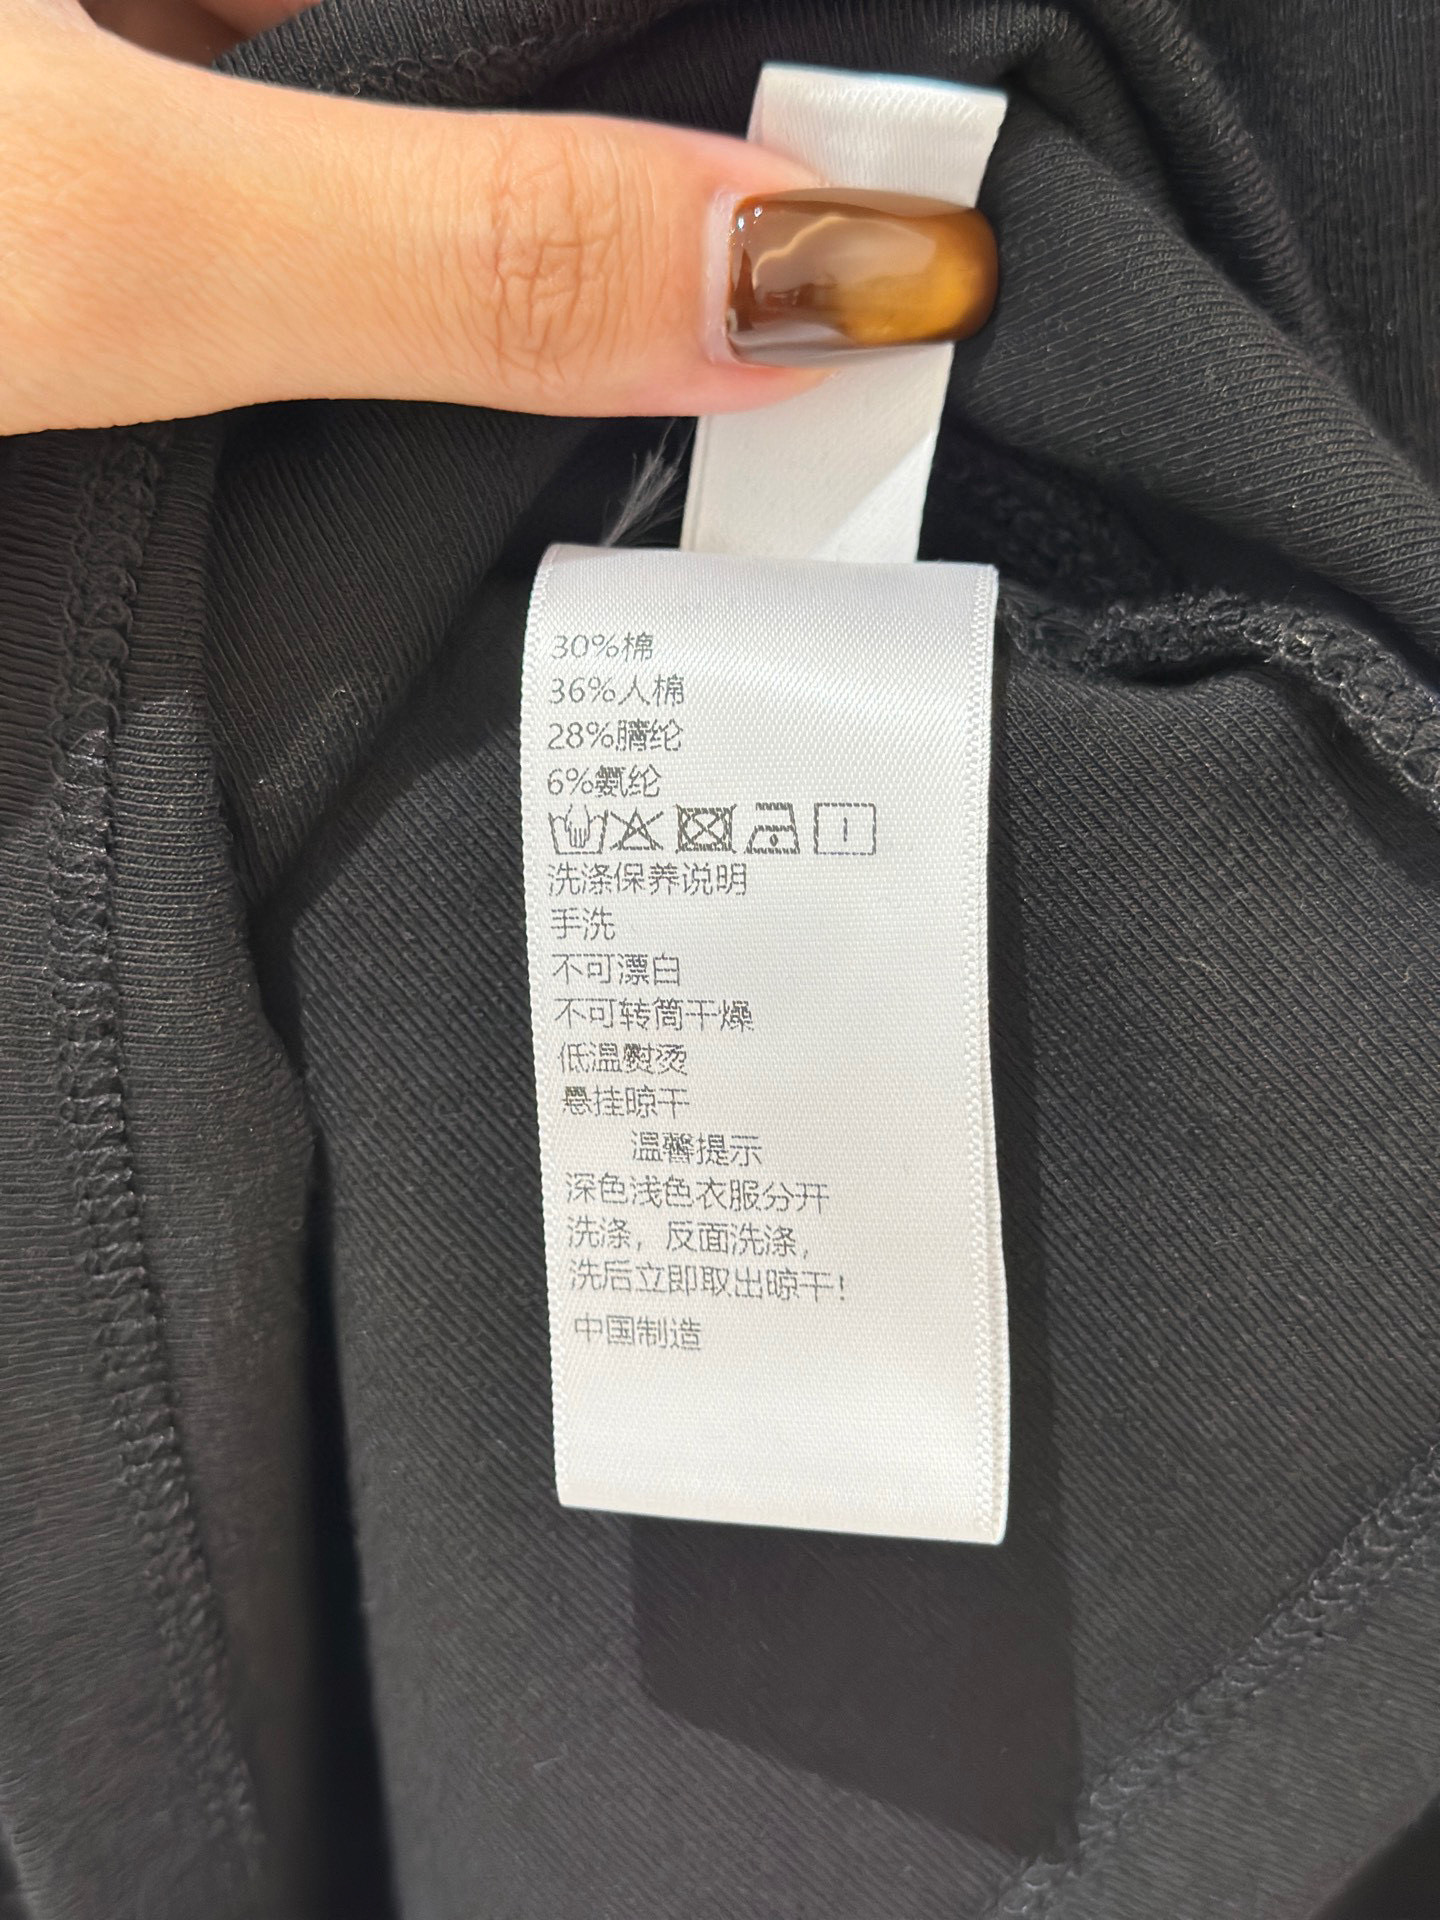 30%棉
36%人棉
28%腈纶
6%氨纶
洗涤保养说明
手洗
不可漂白
不可转筒干燥
低温熨烫
悬挂晾干
温馨提示
深色浅色衣服分开
洗涤，反面洗涤，
洗后立即取出晾干!
中国制造